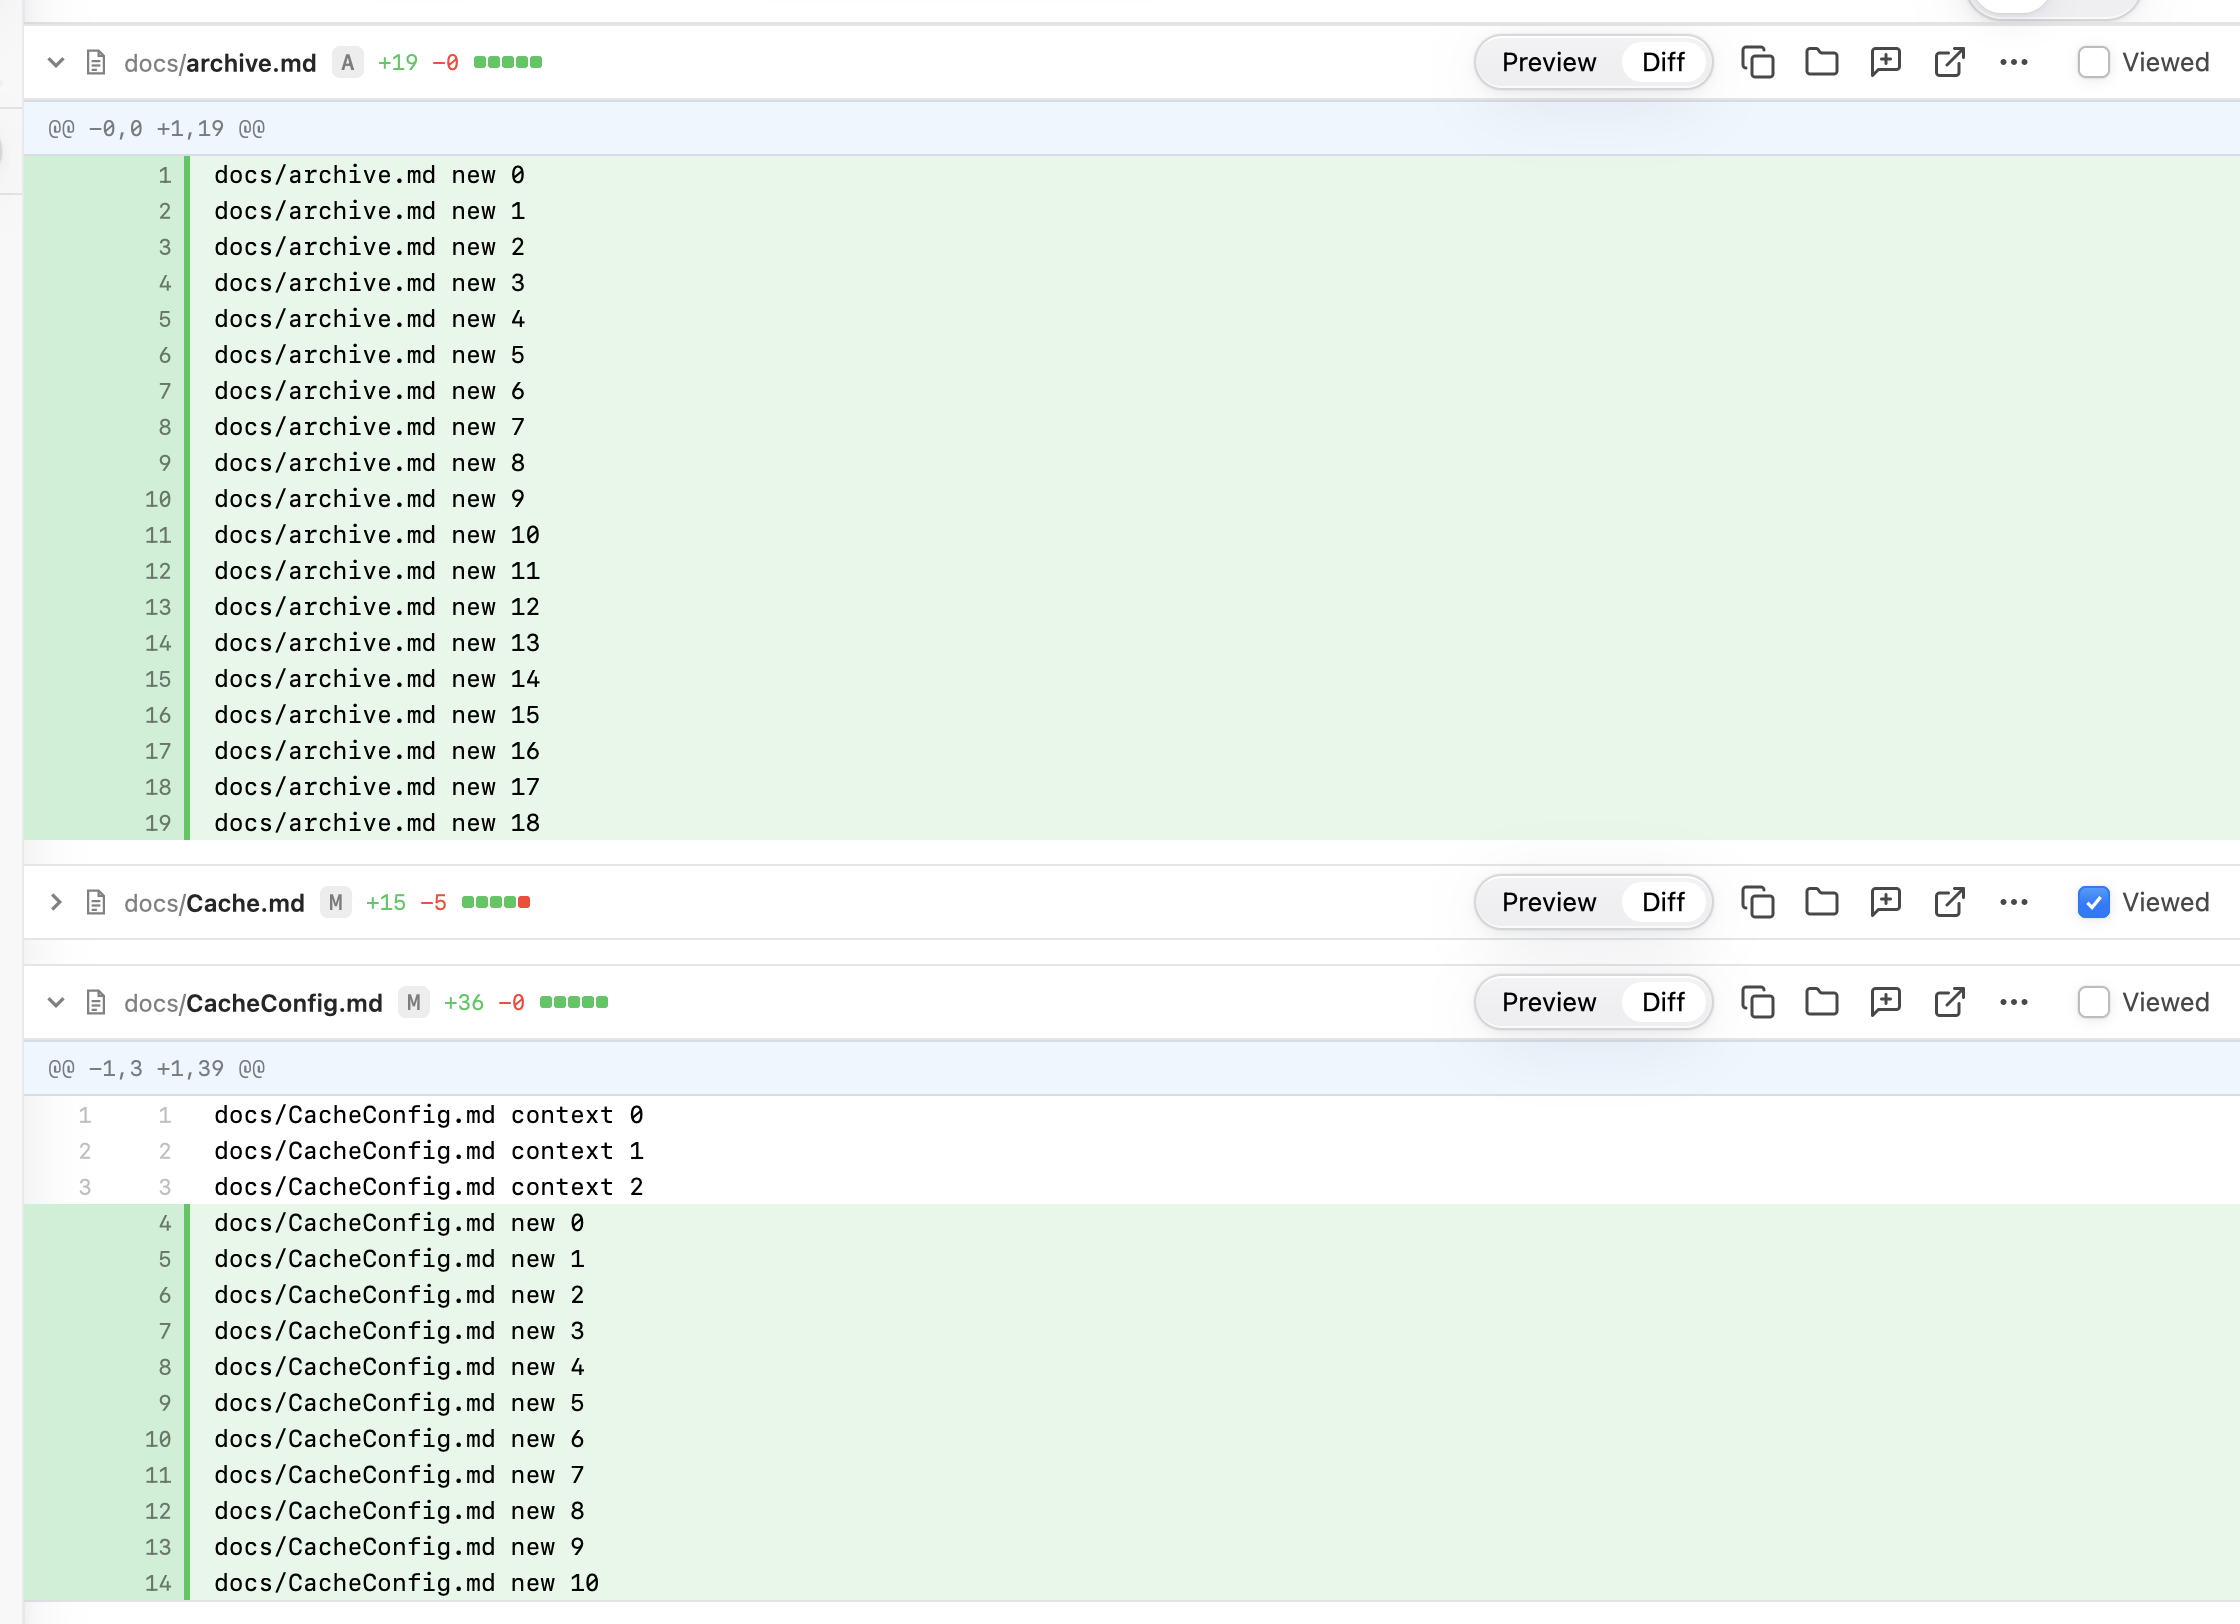 docs/archive.md A +19 −0 Preview Diff Viewed
@@ −0,0 +1,19 @@
1 docs/archive.md new 0
2 docs/archive.md new 1
3 docs/archive.md new 2
4 docs/archive.md new 3
5 docs/archive.md new 4
6 docs/archive.md new 5
7 docs/archive.md new 6
8 docs/archive.md new 7
9 docs/archive.md new 8
10 docs/archive.md new 9
11 docs/archive.md new 10
12 docs/archive.md new 11
13 docs/archive.md new 12
14 docs/archive.md new 13
15 docs/archive.md new 14
16 docs/archive.md new 15
17 docs/archive.md new 16
18 docs/archive.md new 17
19 docs/archive.md new 18
docs/Cache.md M +15 −5 Preview Diff Viewed
docs/CacheConfig.md M +36 −0 Preview Diff Viewed
@@ −1,3 +1,39 @@
1 1 docs/CacheConfig.md context 0
2 2 docs/CacheConfig.md context 1
3 3 docs/CacheConfig.md context 2
4 docs/CacheConfig.md new 0
5 docs/CacheConfig.md new 1
6 docs/CacheConfig.md new 2
7 docs/CacheConfig.md new 3
8 docs/CacheConfig.md new 4
9 docs/CacheConfig.md new 5
10 docs/CacheConfig.md new 6
11 docs/CacheConfig.md new 7
12 docs/CacheConfig.md new 8
13 docs/CacheConfig.md new 9
14 docs/CacheConfig.md new 10